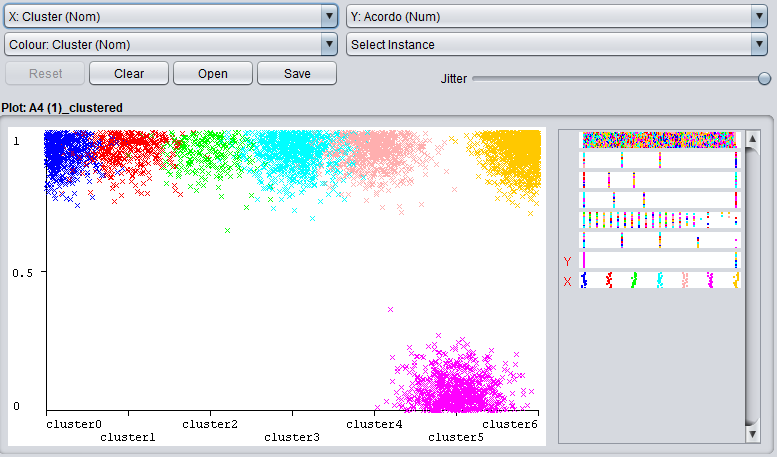 X: Cluster (Nom)
Y: Acordo (Num)
Colour: Cluster (Nom)
Select Instance
Reset
Clear
Open
Save
Jitter
Plot: A4 (1)_clustered
1
0.5
0
cluster0
cluster1
cluster2
cluster3
cluster4
cluster5
cluster6
Y
X